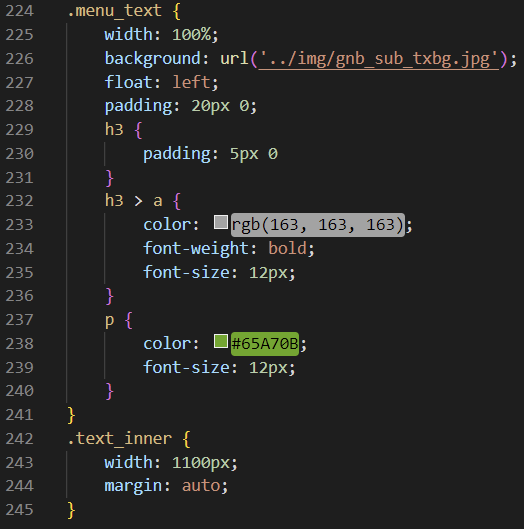 224 .menu_text {
225     width: 100%;
226     background: url('../img/gnb_sub_txbg.jpg');
227     float: left;
228     padding: 20px 0;
229     h3 {
230         padding: 5px 0
231     }
232     h3 > a {
233         color: rgb(163, 163, 163);
234         font-weight: bold;
235         font-size: 12px;
236     }
237     p {
238         color: #65A70B;
239         font-size: 12px;
240     }
241 }
242 .text_inner {
243     width: 1100px;
244     margin: auto;
245 }